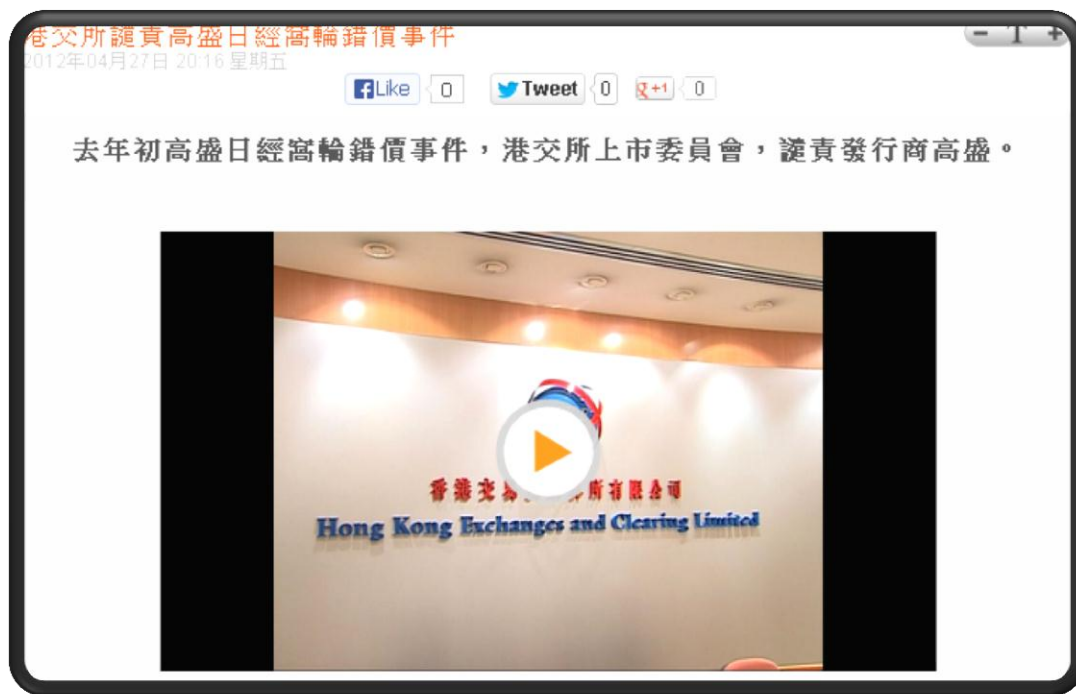 港交所譴責高盛日經窩輪錯價事件
2012年04月27日 20:16 星期五
− T +
Like 0 Tweet 0 +1 0
去年初高盛日經窩輪錯價事件,港交所上市委員會,譴責發行商高盛。
香港交易 所有限公司
Hong Kong Exchanges and Clearing Limited